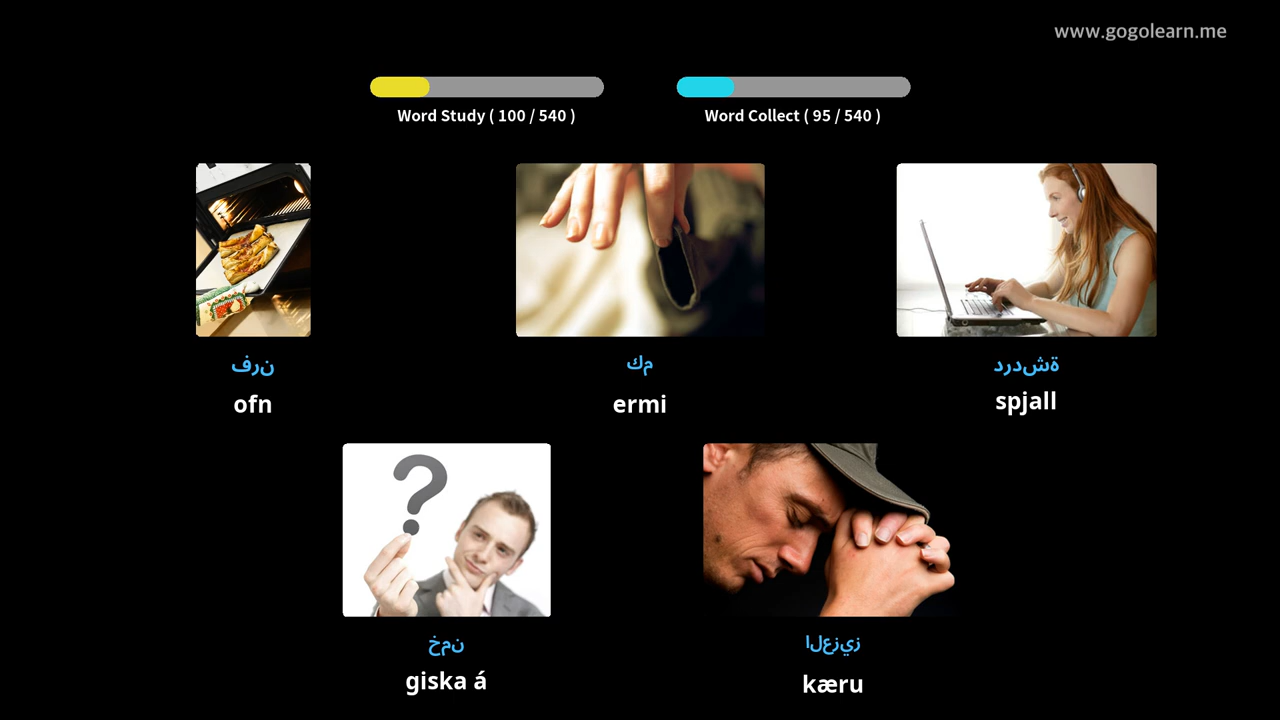 www.gogolearn.me
Word Study ( 100 / 540 )
Word Collect ( 95 / 540 )
فرن
كم
دردشة
ofn
ermi
spjall
خمن
العزيز
giska á
kæru